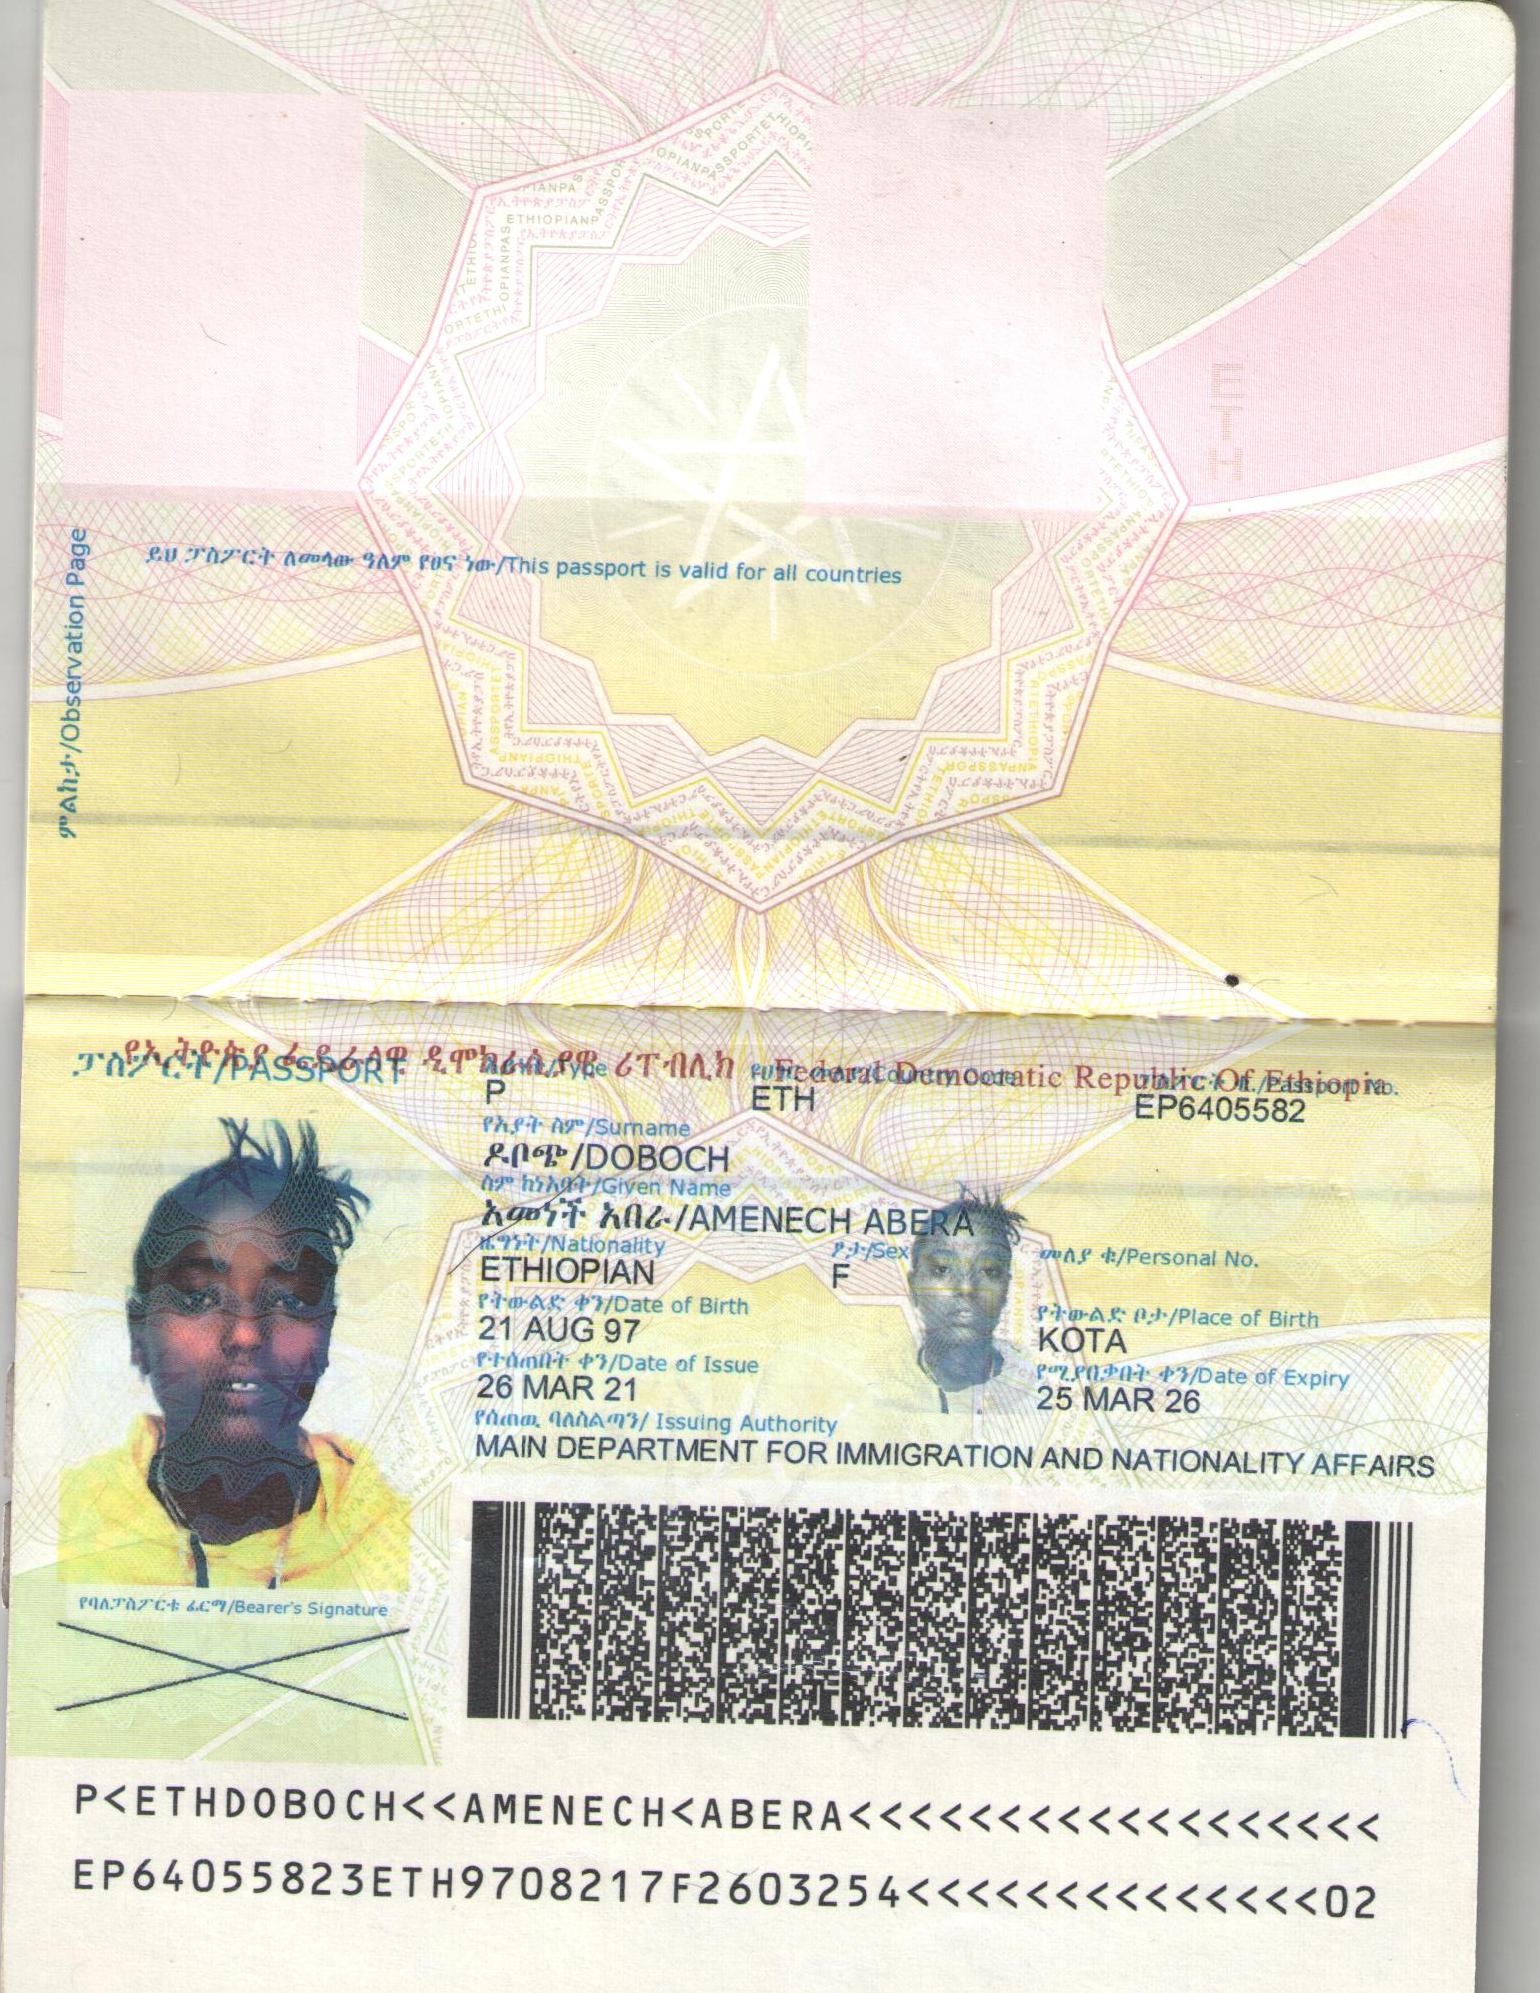 ይህ ፓስፖርት ለመላው ዓለም የፀና ነው/This passport is valid for all countries
ምልከታ/Observation Page
የኢትዮጵያ ፌዴራላዊ ዲሞክራሲያዊ ሪፐብሊክ Federal Democratic Republic Of Ethiopia
ፓስፖርት/PASSPORT
/Type
/Country Code
/Passport No.
P
ETH
EP6405582
የአያት ስም/Surname
ዶቦጭ/DOBOCH
ስም ከነአባት/Given Name
አመነች አበራ/AMENECH ABERA
ዜግነት/Nationality
ፆታ/Sex
መለያ ቁ/Personal No.
ETHIOPIAN
F
የትውልድ ቀን/Date of Birth
የትውልድ ቦታ/Place of Birth
21 AUG 97
KOTA
የተሰጠበት ቀን/Date of Issue
የሚያበቃበት ቀን/Date of Expiry
26 MAR 21
25 MAR 26
የሰጠዉ ባለስልጣን/ Issuing Authority
MAIN DEPARTMENT FOR IMMIGRATION AND NATIONALITY AFFAIRS
የባለፓስፖርቱ ፊርማ/Bearer's Signature
P<ETHDOBOCH<<AMENECH<ABERA<<<<<<<<<<<<<<<<<<
EP64055823ETH9708217F2603254<<<<<<<<<<<<<<02